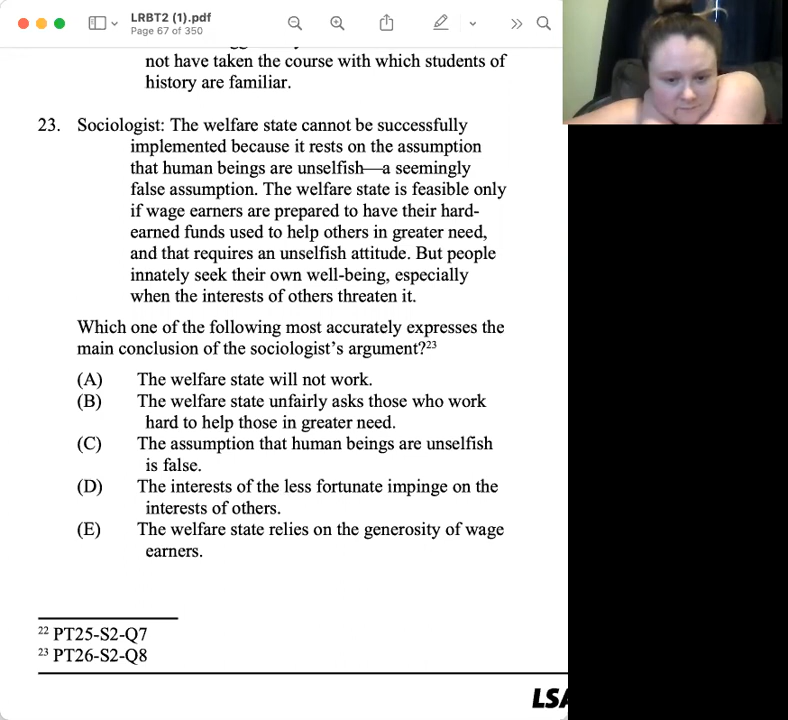 LRBT2 (1).pdf
Page 67 of 350
not have taken the course with which students of
history are familiar.
23. Sociologist: The welfare state cannot be successfully
implemented because it rests on the assumption
that human beings are unselfish—a seemingly
false assumption. The welfare state is feasible only
if wage earners are prepared to have their hard-
earned funds used to help others in greater need,
and that requires an unselfish attitude. But people
innately seek their own well-being, especially
when the interests of others threaten it.
Which one of the following most accurately expresses the
main conclusion of the sociologist's argument?23
(A) The welfare state will not work.
(B) The welfare state unfairly asks those who work
hard to help those in greater need.
(C) The assumption that human beings are unselfish
is false.
(D) The interests of the less fortunate impinge on the
interests of others.
(E) The welfare state relies on the generosity of wage
earners.
22 PT25-S2-Q7
23 PT26-S2-Q8